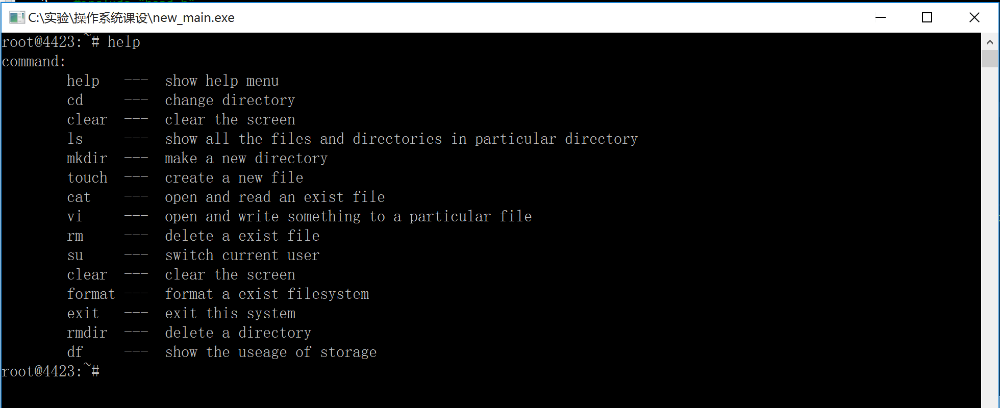 #include "head.h"
C:\实验\操作系统课设\new_main.exe
root@4423:~# help
command:
help --- show help menu
cd --- change directory
clear --- clear the screen
ls --- show all the files and directories in particular directory
mkdir --- make a new directory
touch --- create a new file
cat --- open and read an exist file
vi --- open and write something to a particular file
rm --- delete a exist file
su --- switch current user
clear --- clear the screen
format --- format a exist filesystem
exit --- exit this system
rmdir --- delete a directory
df --- show the useage of storage
root@4423:~#